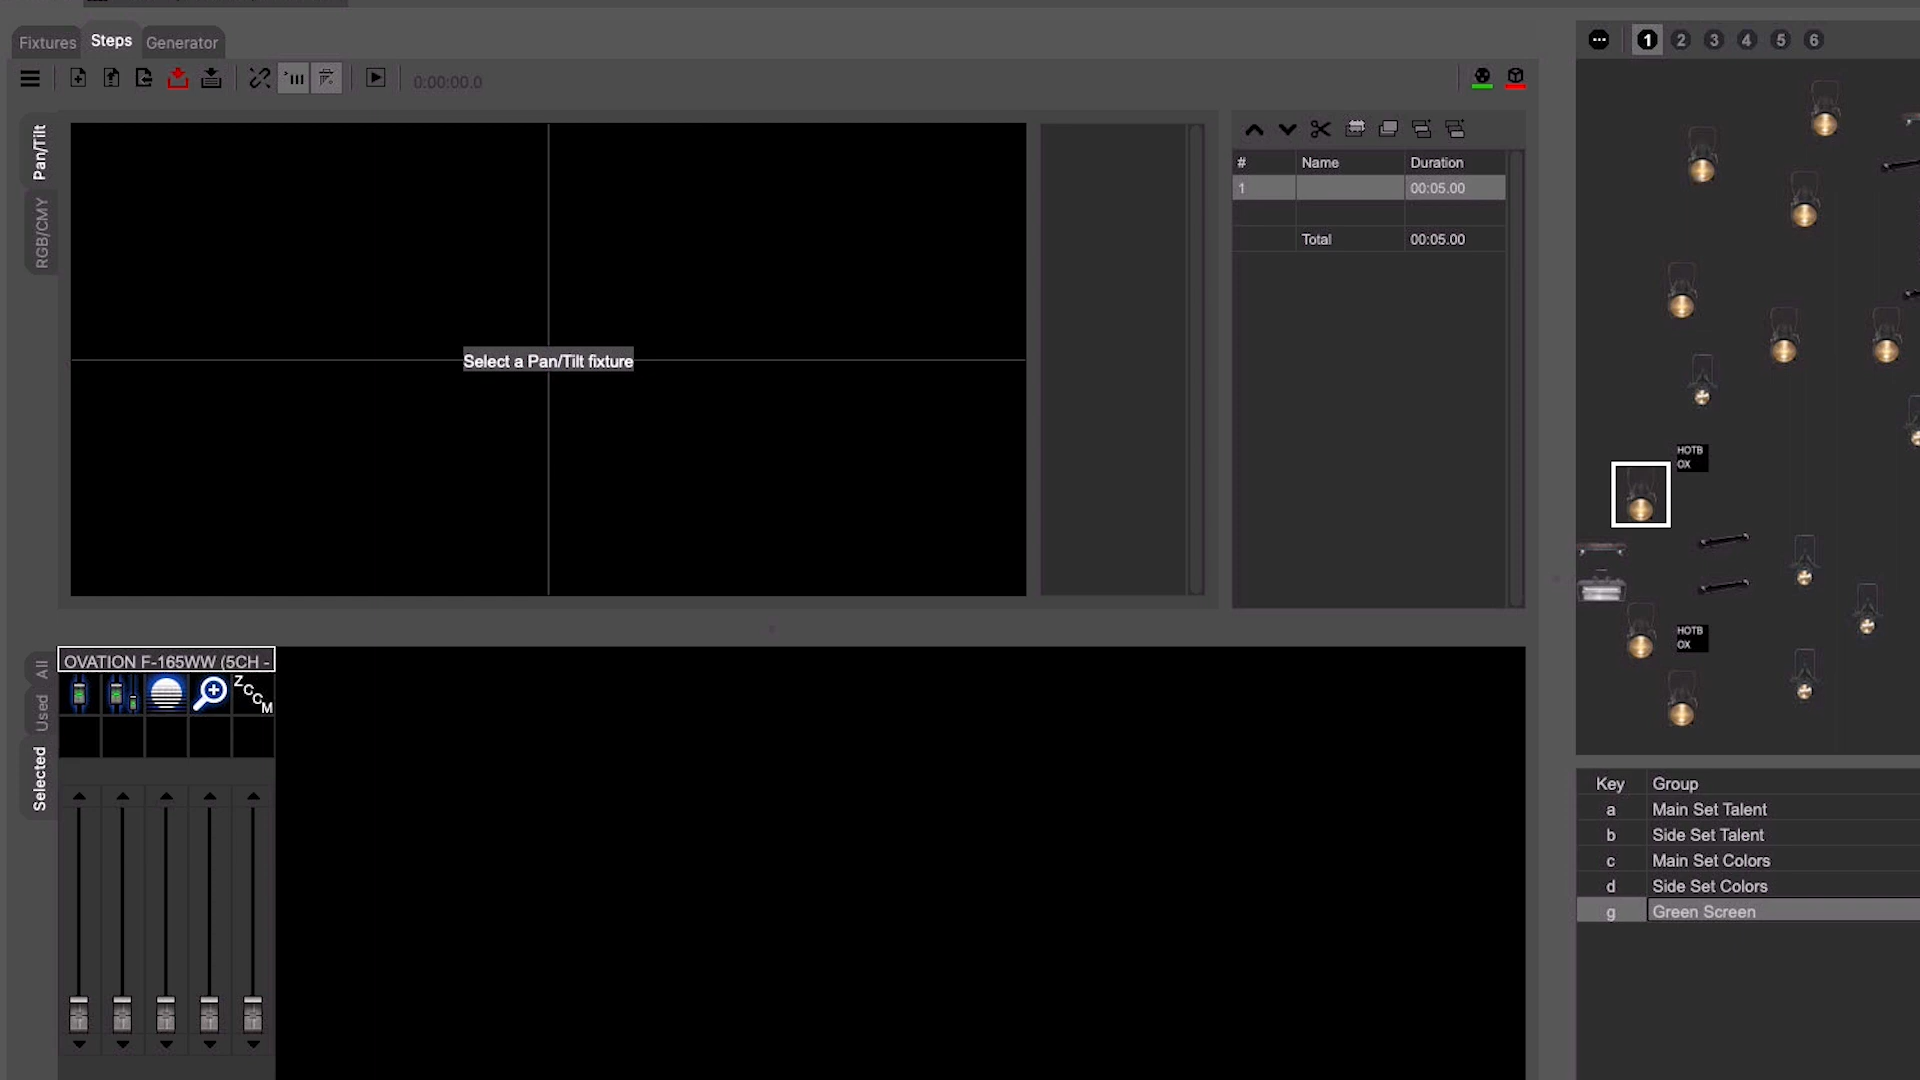 Fixtures
Steps
Generator
1
2
3
4
5
6
0:00:00.0
Pan/Tilt
RGB/CMY
Select a Pan/Tilt fixture
# Name Duration
1 00:05.00
Total 00:05.00
HOTB
OX
HOTB
OX
All
Used
Selected
OVATION F-165WW (5CH -
ZCCM
Key Group
a Main Set Talent
b Side Set Talent
c Main Set Colors
d Side Set Colors
g Green Screen